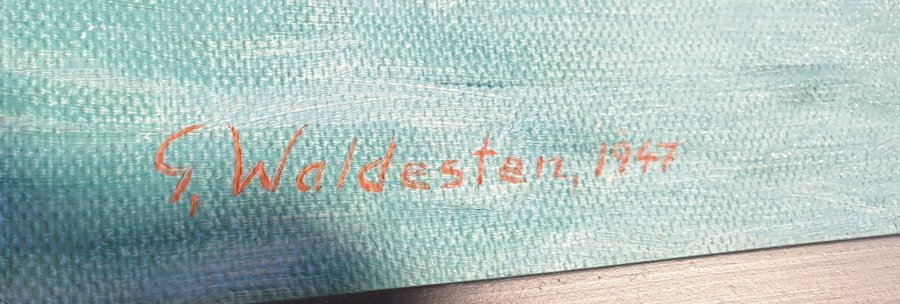 G, Waldesten, 1947